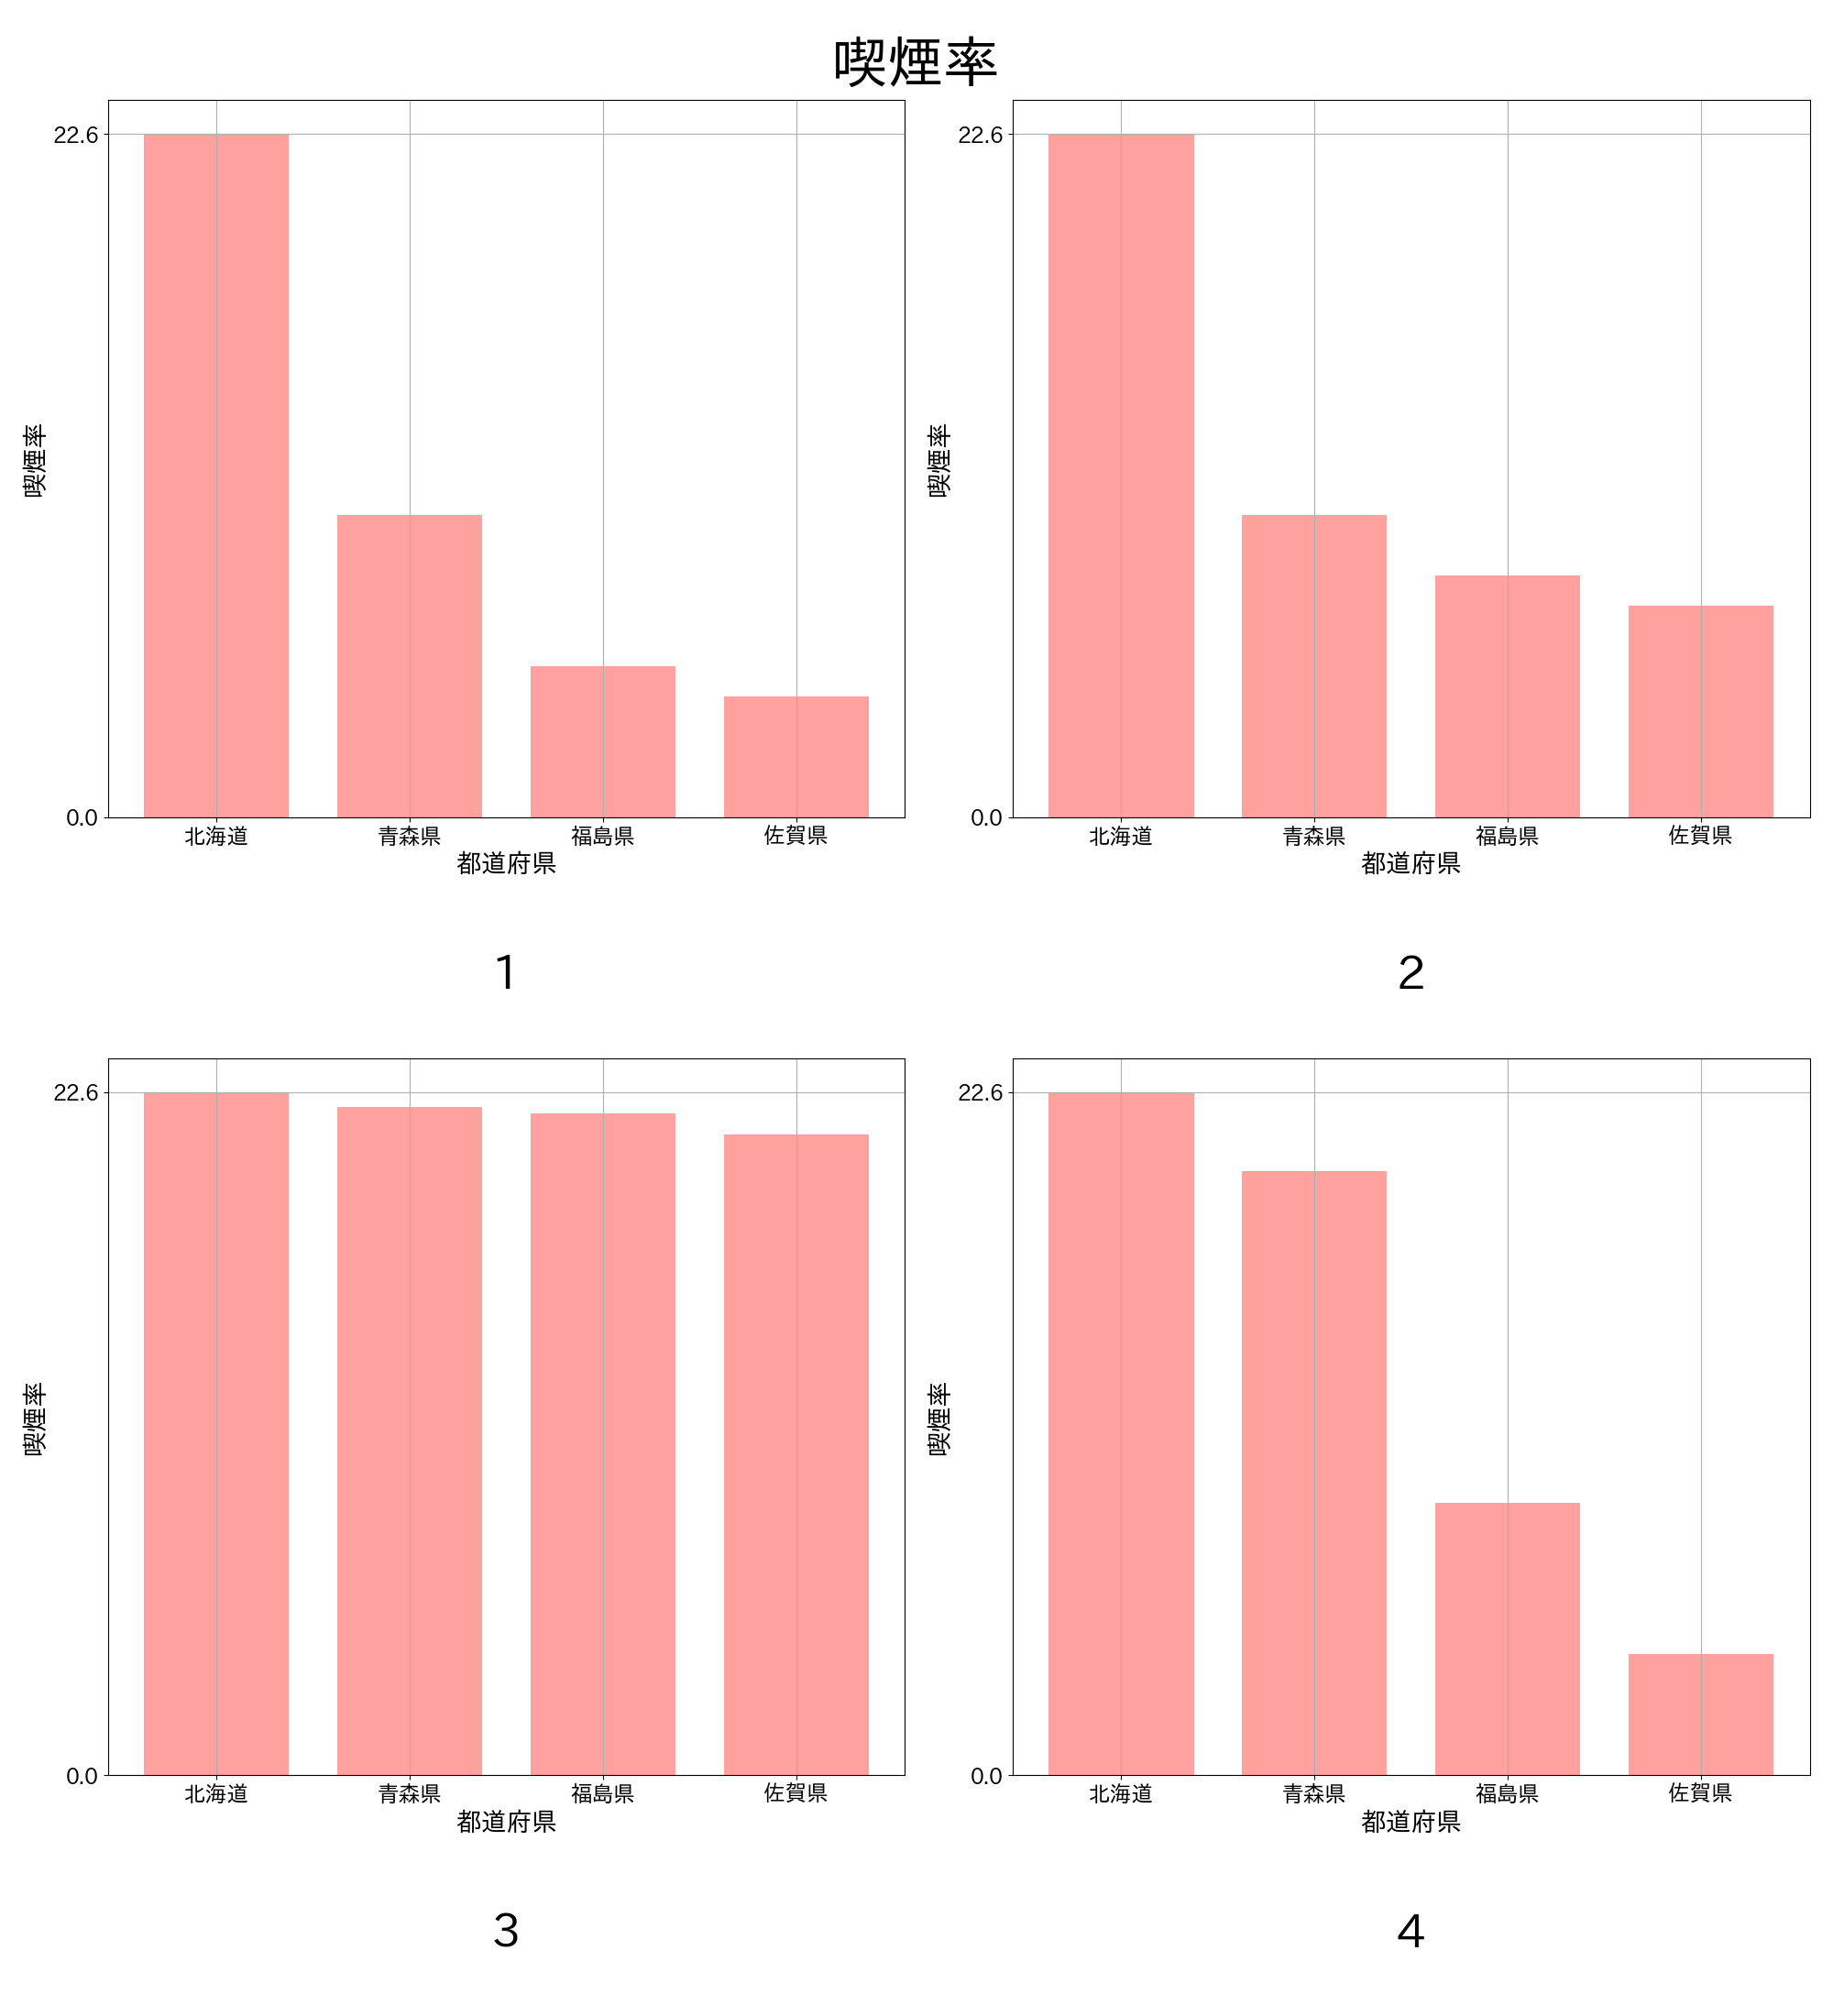 喫煙率
22.6
喫煙率
0.0
北海道 青森県 福島県 佐賀県
都道府県
1
22.6
喫煙率
0.0
北海道 青森県 福島県 佐賀県
都道府県
2
22.6
喫煙率
0.0
北海道 青森県 福島県 佐賀県
都道府県
3
22.6
喫煙率
0.0
北海道 青森県 福島県 佐賀県
都道府県
4